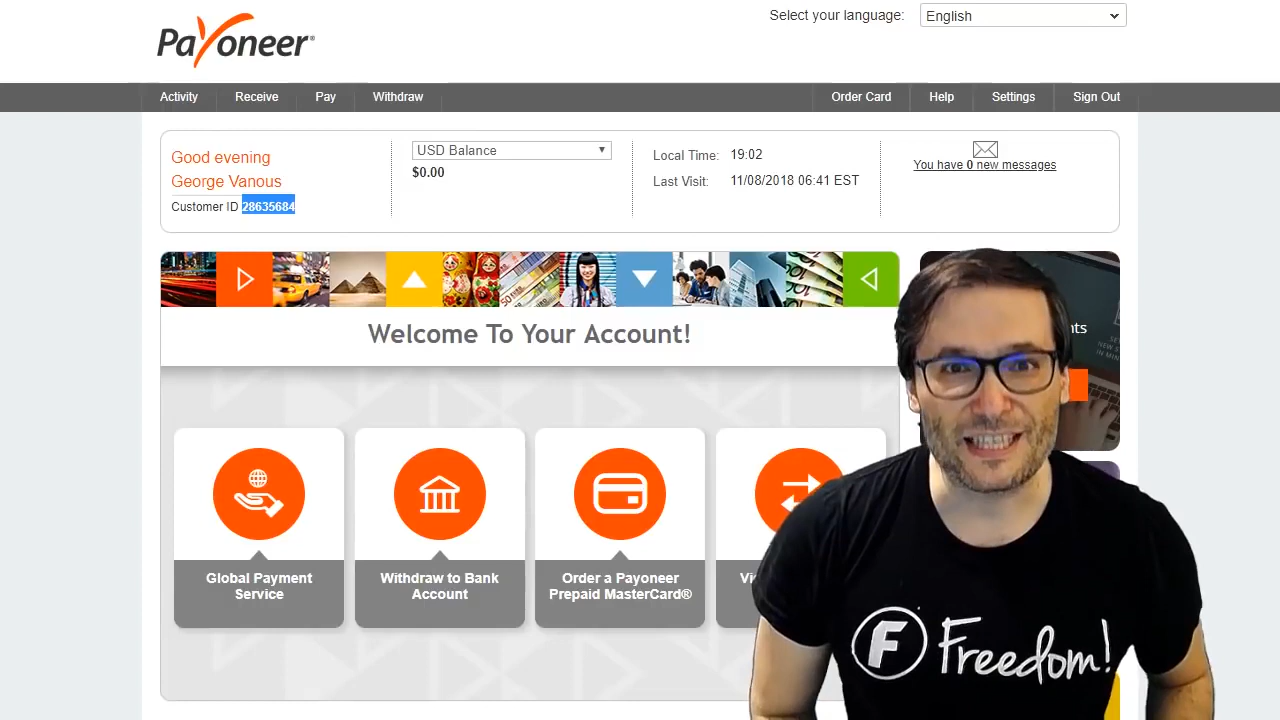 Select your language: English
Payoneer®
Activity Receive Pay Withdraw Order Card Help Settings Sign Out
Good evening
George Vanous
Customer ID 28635684
USD Balance
$0.00
Local Time: 19:02
Last Visit: 11/08/2018 06:41 EST
You have 0 new messages
Welcome To Your Account!
Global Payment
Service
Withdraw to Bank
Account
Order a Payoneer
Prepaid MasterCard®
F Freedom!